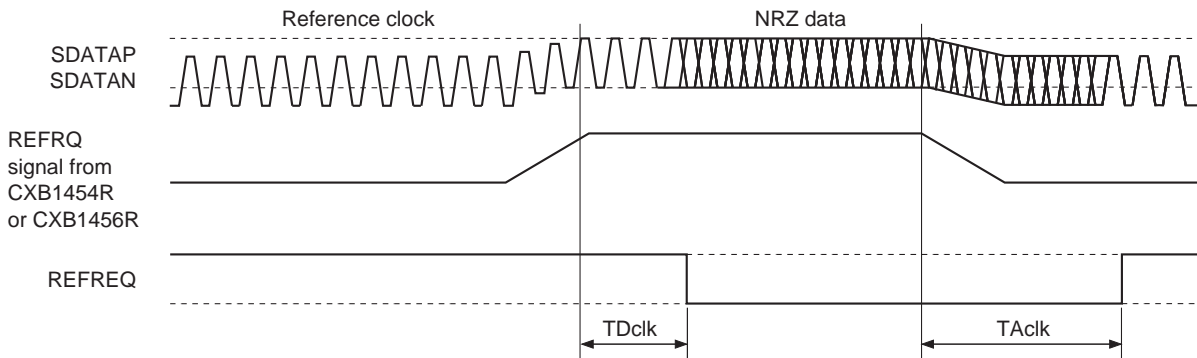 Reference clock
NRZ data
SDATAP
SDATAN
REFRQ
signal from
CXB1454R
or CXB1456R
REFREQ
TDclk
TAclk